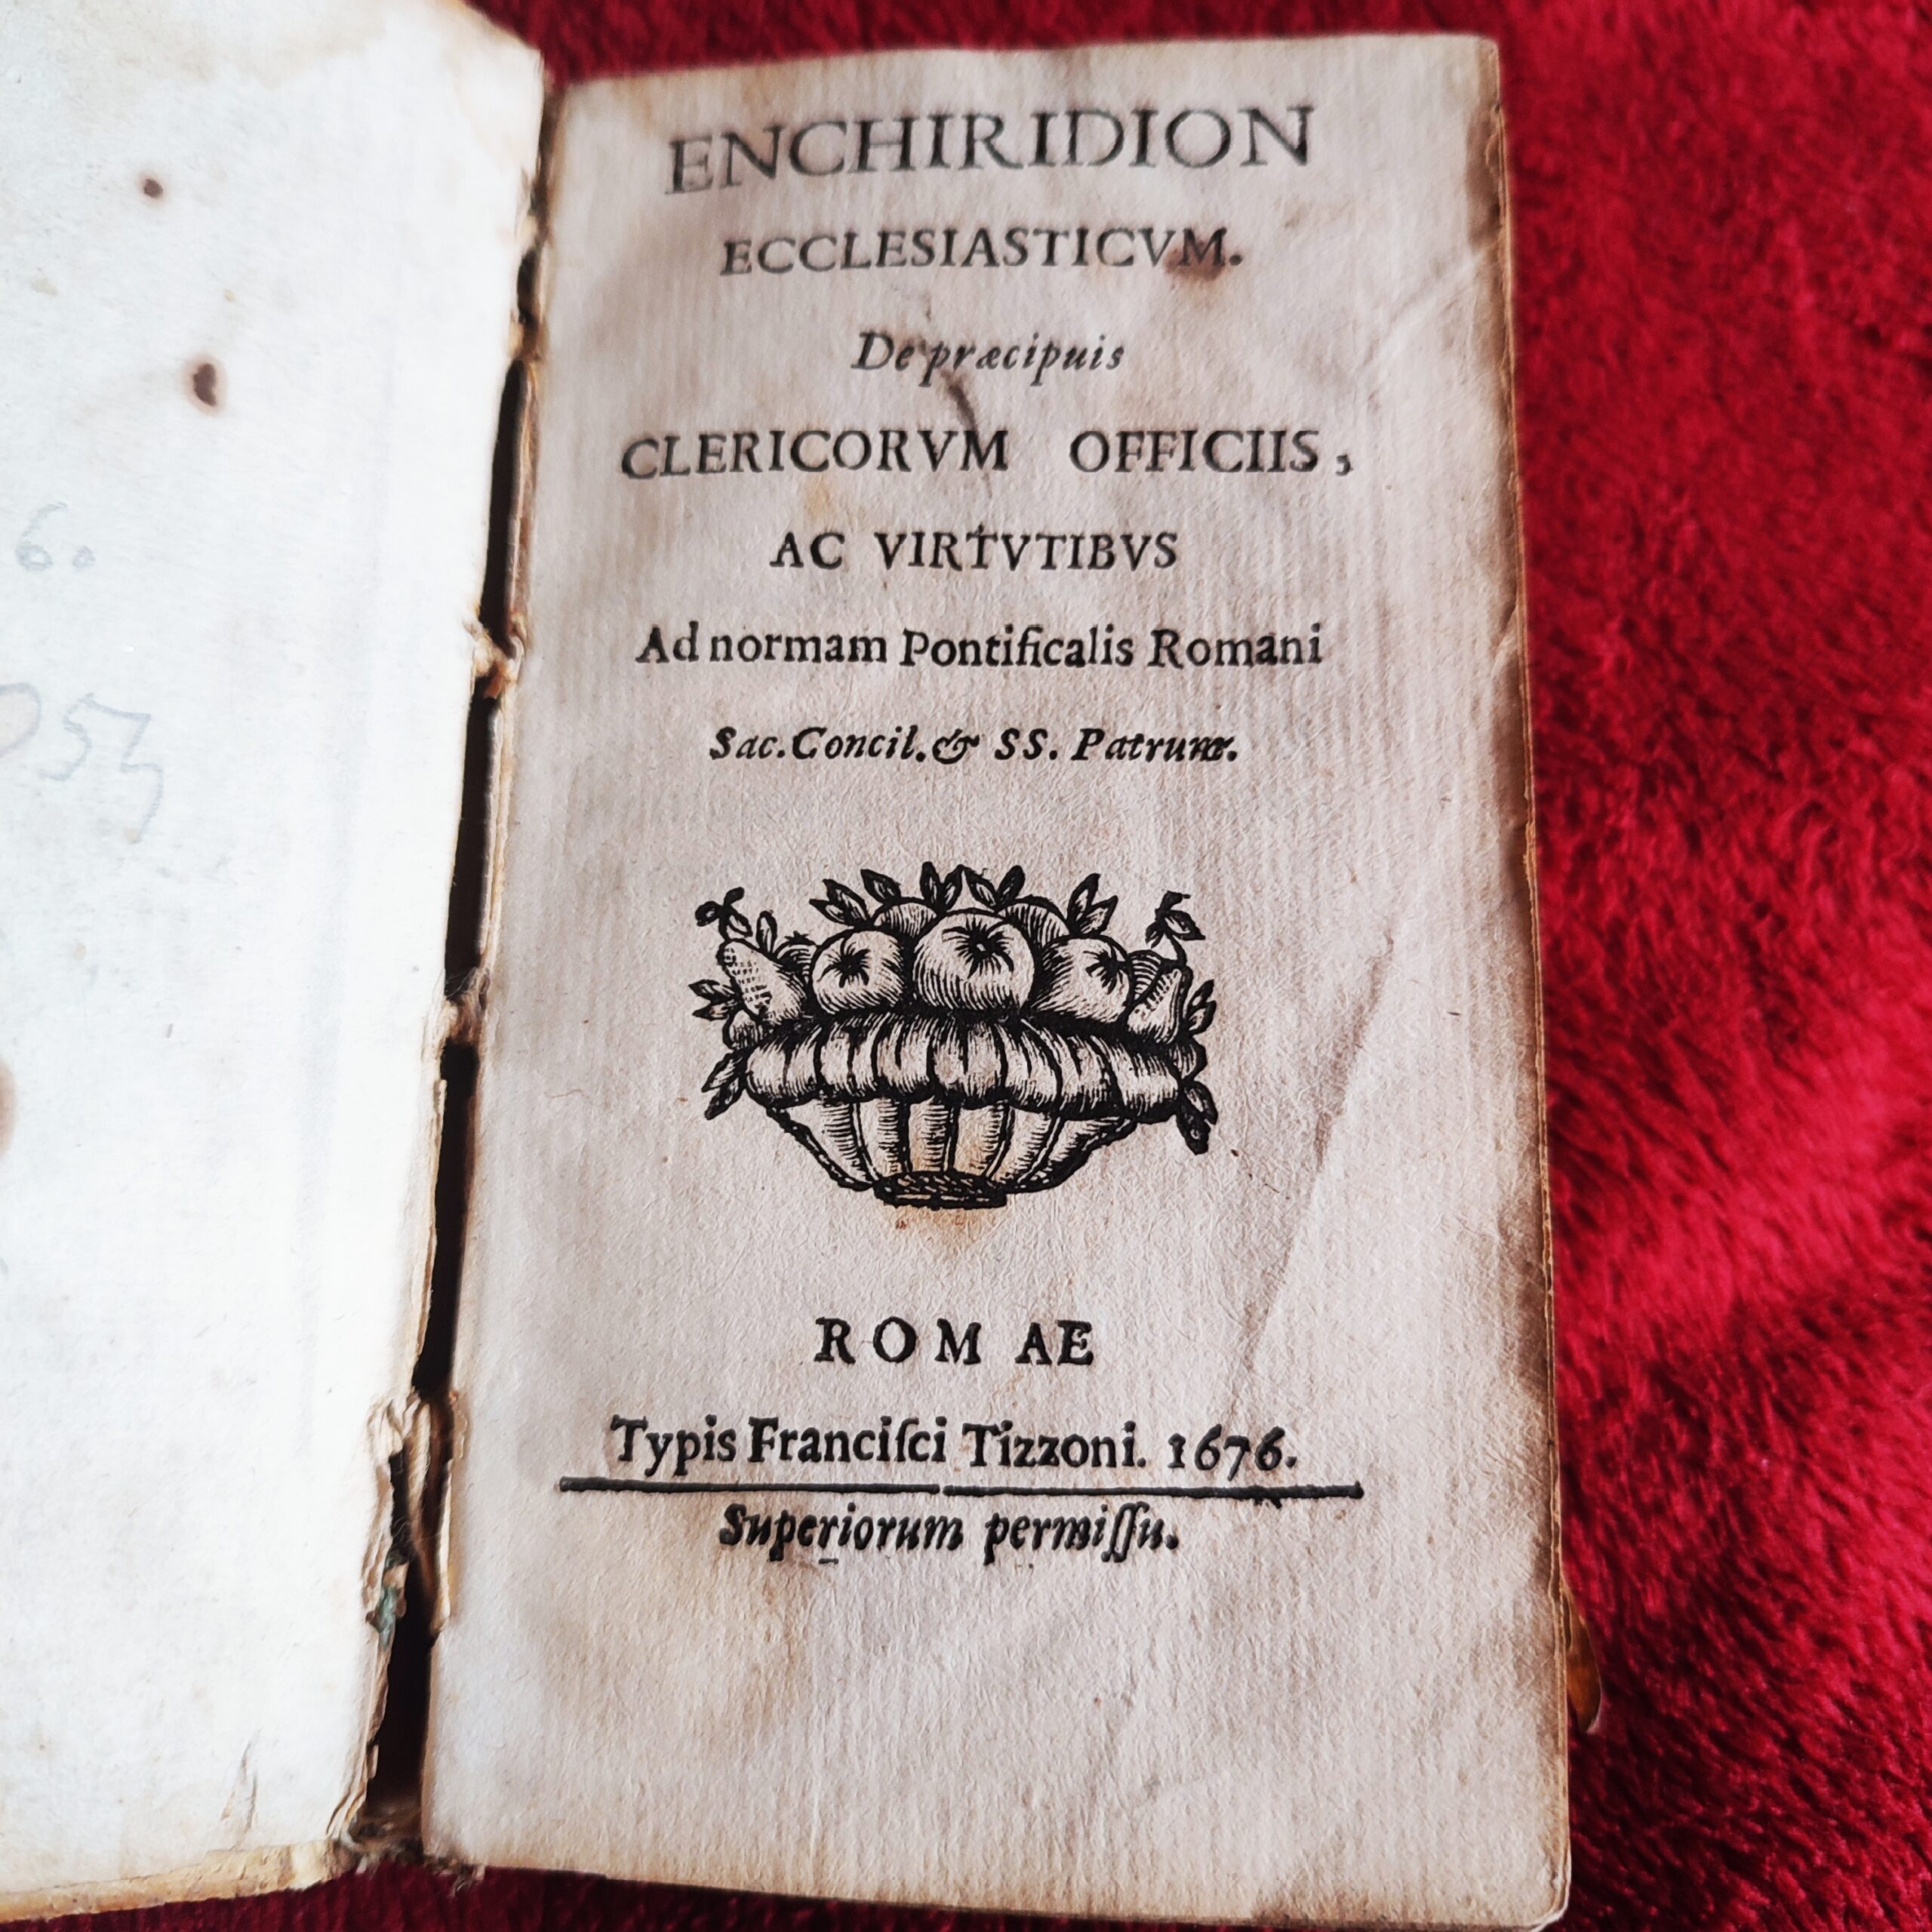 ENCHIRIDION
ECCLESIASTICVM.
De præcipuis
CLERICORVM OFFICIIS,
AC VIRTVTIBVS
Ad normam Pontificalis Romani
Sac. Concil. & SS. Patrum.
ROMAE
Typis Franciſci Tizzoni. 1676.
Superiorum permiſſu.
6.